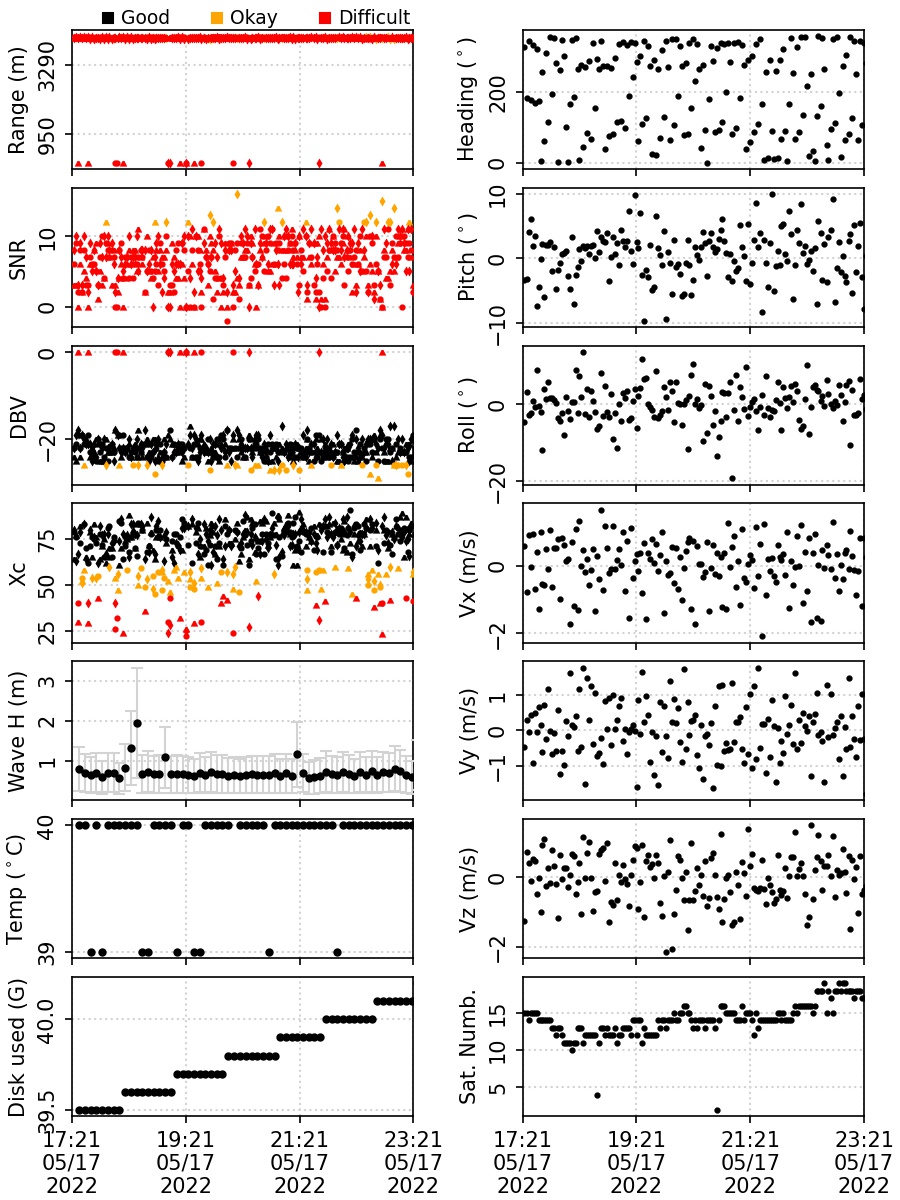 Good Okay Difficult
Range (m)
3290
950
Heading (°)
200
0
SNR
10
0
Pitch (°)
10
0
−10
DBV
0
−20
Roll (°)
0
−20
Xc
75
50
25
Vx (m/s)
0
−2
Wave H (m)
3
2
1
Vy (m/s)
1
0
−1
Temp (°C)
40
39
Vz (m/s)
0
−2
Disk used (G)
40.0
39.5
Sat. Numb.
15
10
5
17:21 19:21 21:21 23:21 17:21 19:21 21:21 23:21
05/17 05/17 05/17 05/17 05/17 05/17 05/17 05/17
2022 2022 2022 2022 2022 2022 2022 2022